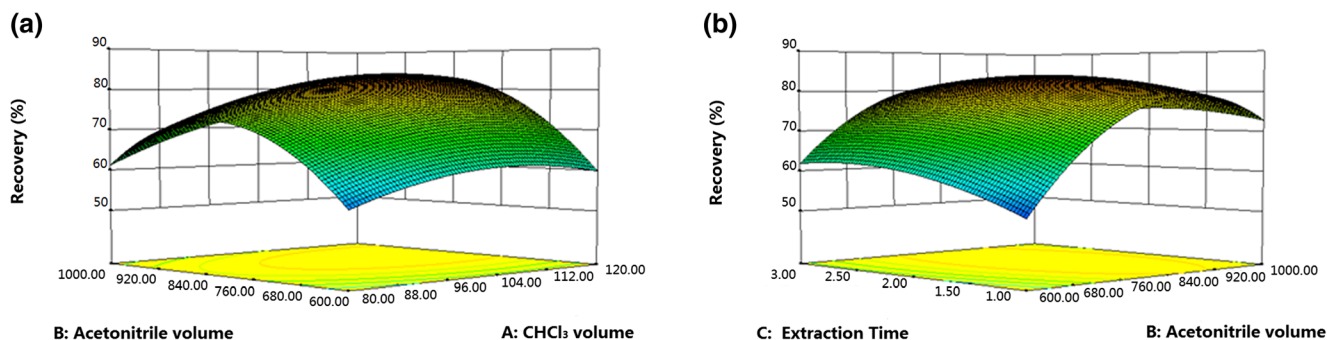 (a)
90
80
70
60
50
Recovery (%)
1000.00 920.00 840.00 760.00 680.00 600.00 80.00 88.00 96.00 104.00 112.00 120.00
B: Acetonitrile volume A: CHCl₃ volume
(b)
90
80
70
60
50
Recovery (%)
3.00 2.50 2.00 1.50 1.00 600.00 680.00 760.00 840.00 920.00 1000.00
C: Extraction Time B: Acetonitrile volume